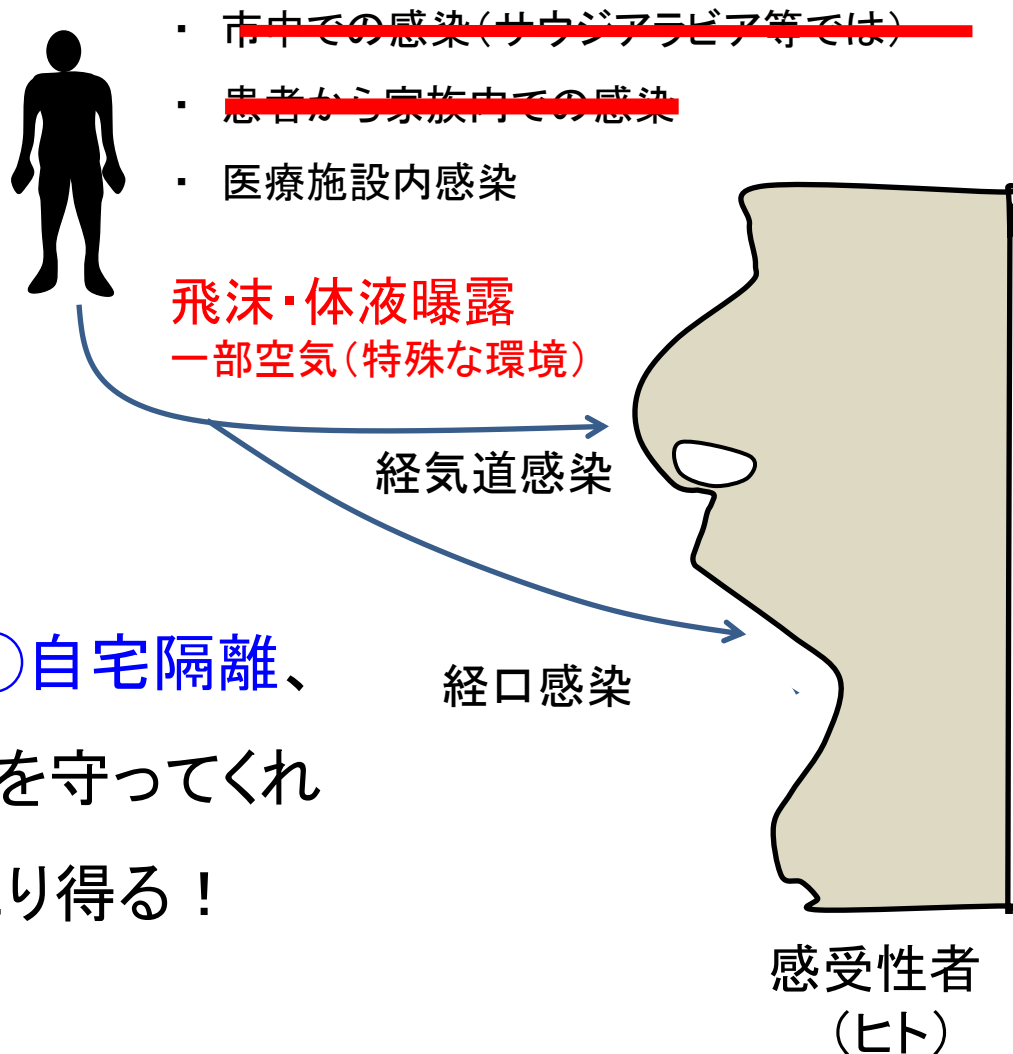 ・ 市中での感染（サウジアラビア等では）
・ 患者から家族内での感染
・ 医療施設内感染
飛沫・体液曝露
一部空気（特殊な環境）
経気道感染
経口感染
自宅隔離、
を守ってくれ
り得る！
感受性者
（ヒト）